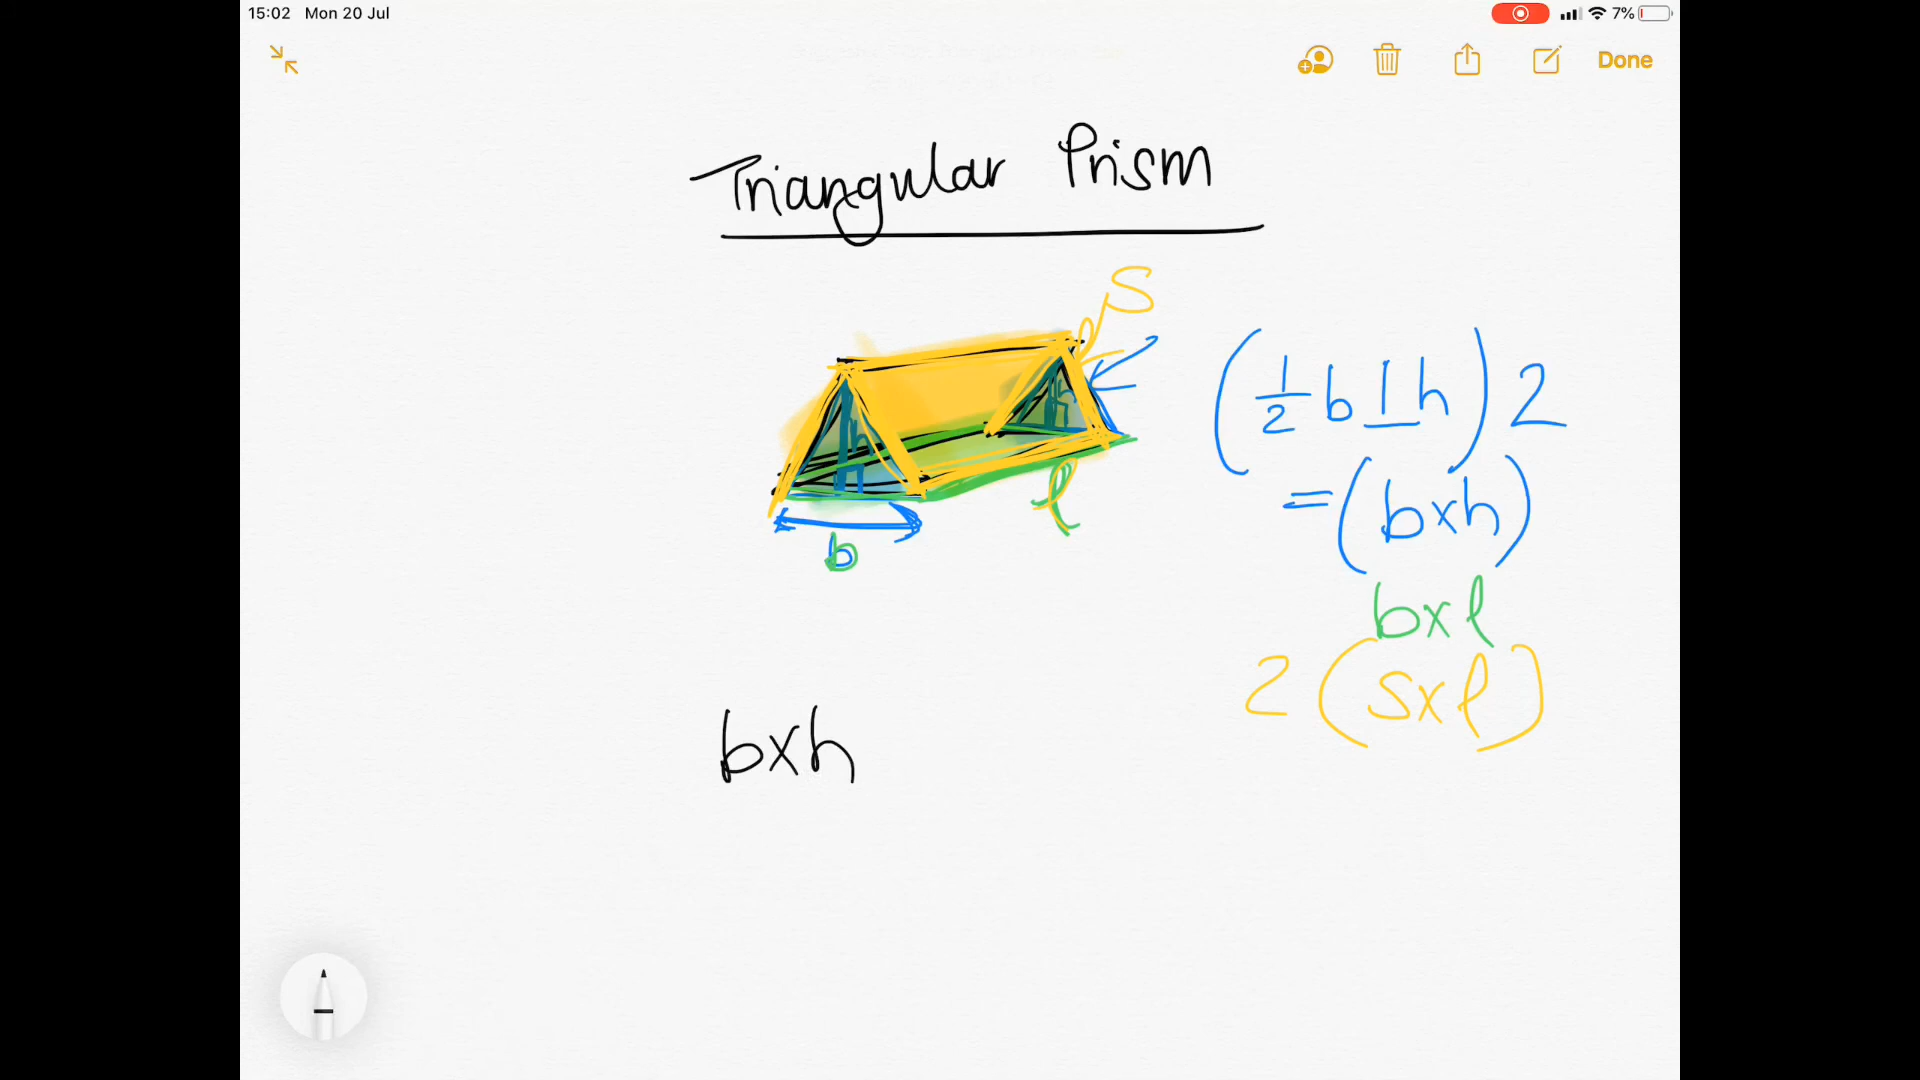 15:02 Mon 20 Jul
7%
Done
Triangular Prism
S
h h
l
b
(1/2 b ⊥ h) 2
= (b x h)
b x l
2 (s x l)
b x h